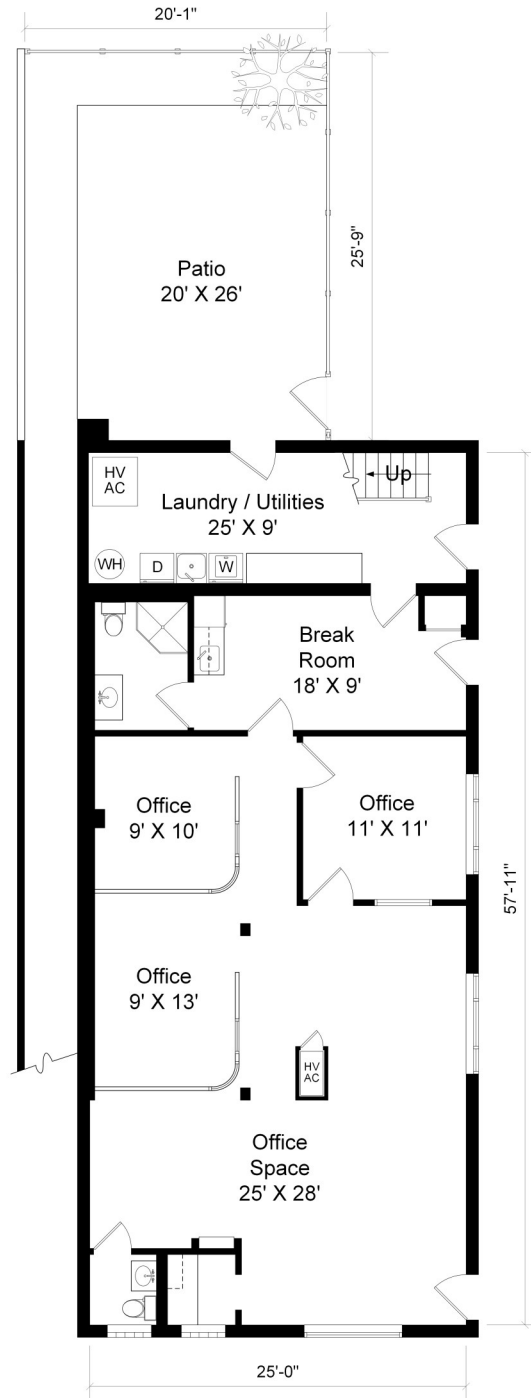 20'-1"
25'-9"
Patio
20' X 26'
HV
AC
Up
Laundry / Utilities
25' X 9'
WH
D
W
Break
Room
18' X 9'
Office
9' X 10'
Office
11' X 11'
57'-11"
Office
9' X 13'
HV
AC
Office
Space
25' X 28'
25'-0"